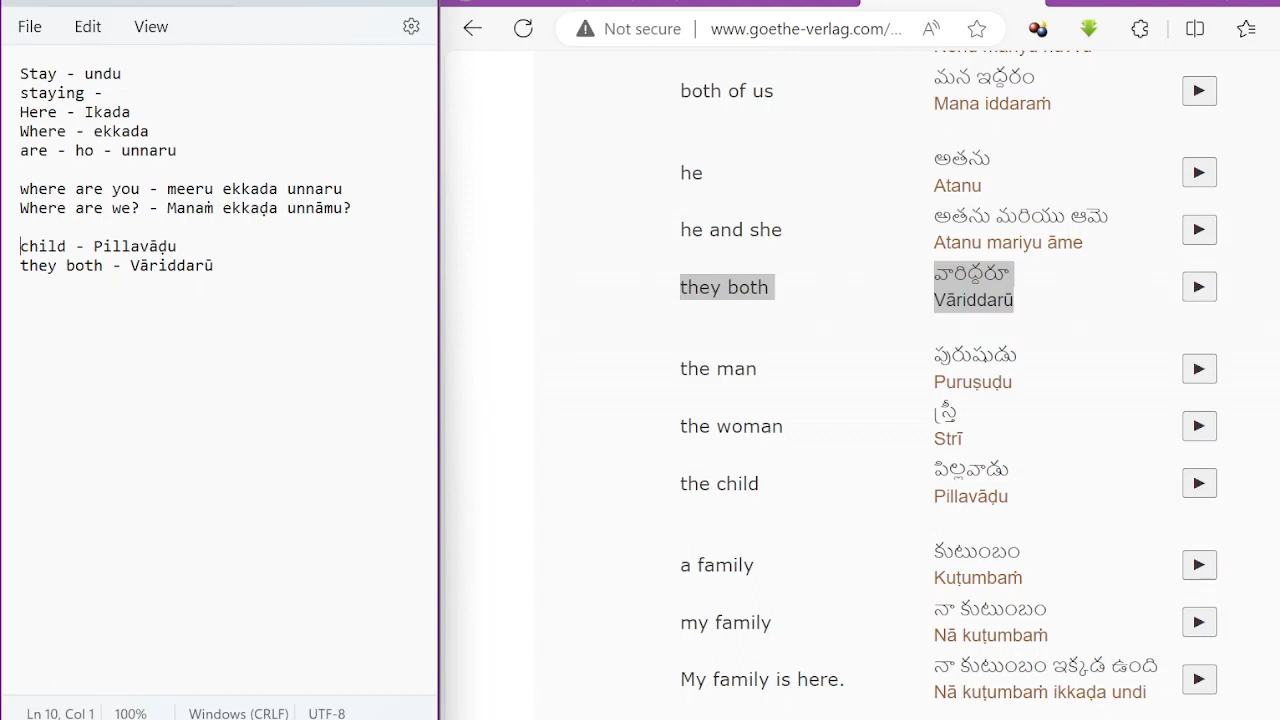 File Edit View
Stay - undu
staying -
Here - Ikada
Where - ekkada
are - ho - unnaru
where are you - meeru ekkada unnaru
Where are we? - Manaṁ ekkaḍa unnāmu?
child - Pillavāḍu
they both - Vāriddarū
Ln 10, Col 1 100% Windows (CRLF) UTF-8
Not secure www.goethe-verlag.com/...
both of us
మన ఇద్దరం
Mana iddaraṁ
he
అతను
Atanu
he and she
అతను మరియు ఆమె
Atanu mariyu āme
they both
వారిద్దరూ
Vāriddarū
the man
పురుషుడు
Puruṣuḍu
the woman
స్త్రీ
Strī
the child
పిల్లవాడు
Pillavāḍu
a family
కుటుంబం
Kuṭumbaṁ
my family
నా కుటుంబం
Nā kuṭumbaṁ
My family is here.
నా కుటుంబం ఇక్కడ ఉంది
Nā kuṭumbaṁ ikkaḍa undi